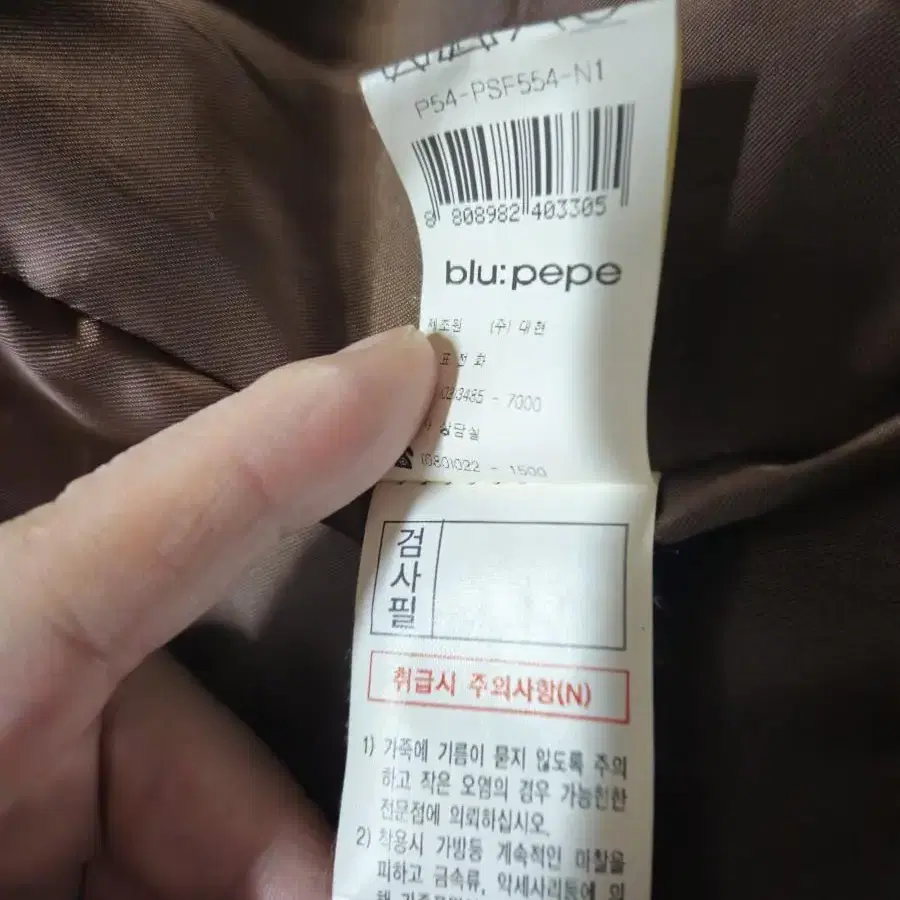 P54-PSF554-N1
8 808982 403305
blu:pepe
제조원 (주) 대현
표 전 화
02)3485 - 7000
상담실
(080)022 - 1500
검사필
취급시 주의사항(N)
1) 가죽에 기름이 묻지 않도록 주의
하고 작은 오염의 경우 가능한한
전문점에 의뢰하십시오.
2) 착용시 가방등 계속적인 마찰을
피하고 금속류, 악세사리등에 의